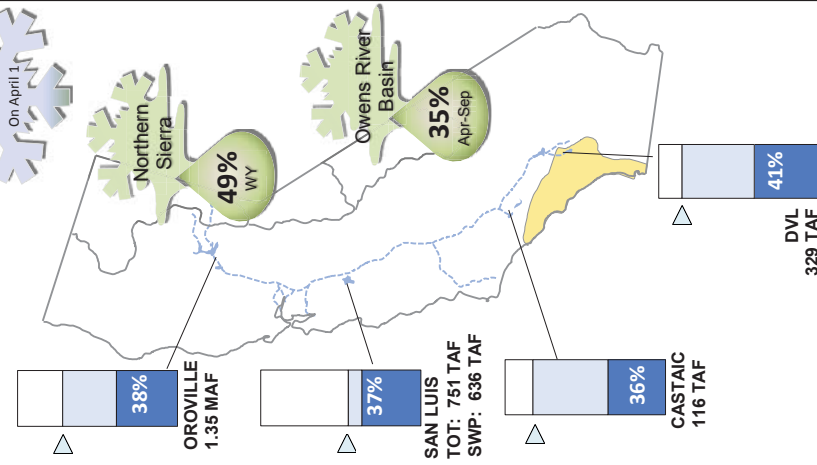 On April 1
Northern
Sierra
49%
WY
Owens River
Basin
35%
Apr-Sep
38%
OROVILLE
1.35 MAF
37%
SAN LUIS
TOT: 751 TAF
SWP: 636 TAF
36%
CASTAIC
116 TAF
41%
DVL
329 TAF